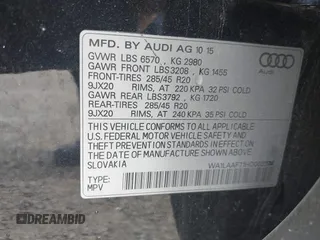 MFD. BY AUDI AG 10 15
GVWR LBS 6570 , KG 2980
GAWR FRONT LBS3208 , KG 1455
FRONT-TIRES 285/45 R20
9JX20 RIMS, AT 220 KPA 32 PSI COLD
GAWR REAR LBS3792 , KG 1720
REAR-TIRES 285/45 R20
9JX20 RIMS, AT 240 KPA 35 PSI COLD
Audi
THIS VEHICLE CONFORMS TO ALL APPLICABLE
U.S. FEDERAL MOTOR VEHICLE SAFETY AND
THEFT PREVENTION STANDARDS IN EFFECT ON
THE DATE OF MANUFACTURE SHOWN ABOVE.
SLOVAKIA
TYPE:
MPV
DREAMBID